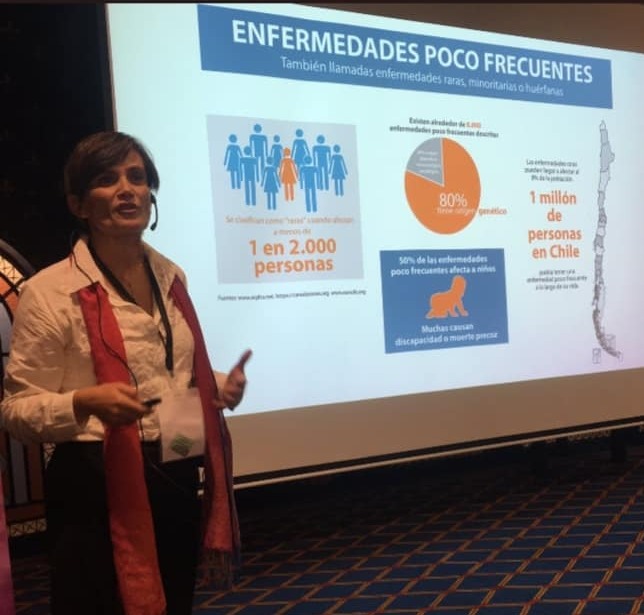 ENFERMEDADES POCO FRECUENTES
También llamadas enfermedades raras, minoritarias o huérfanas
Se clasifican como "raras" cuando afectan
a menos de
1 en 2.000
personas
Existen alrededor de
enfermedades poco frecuentes descritas
80%
tiene origen genético
50% de las enfermedades
poco frecuentes afecta a niños
Muchas causan
discapacidad o muerte precoz
Las enfermedades raras
pueden llegar a afectar al
de la población.
1 millón
de
personas
en Chile
podría tener una
enfermedad poco frecuente
a lo largo de su vida